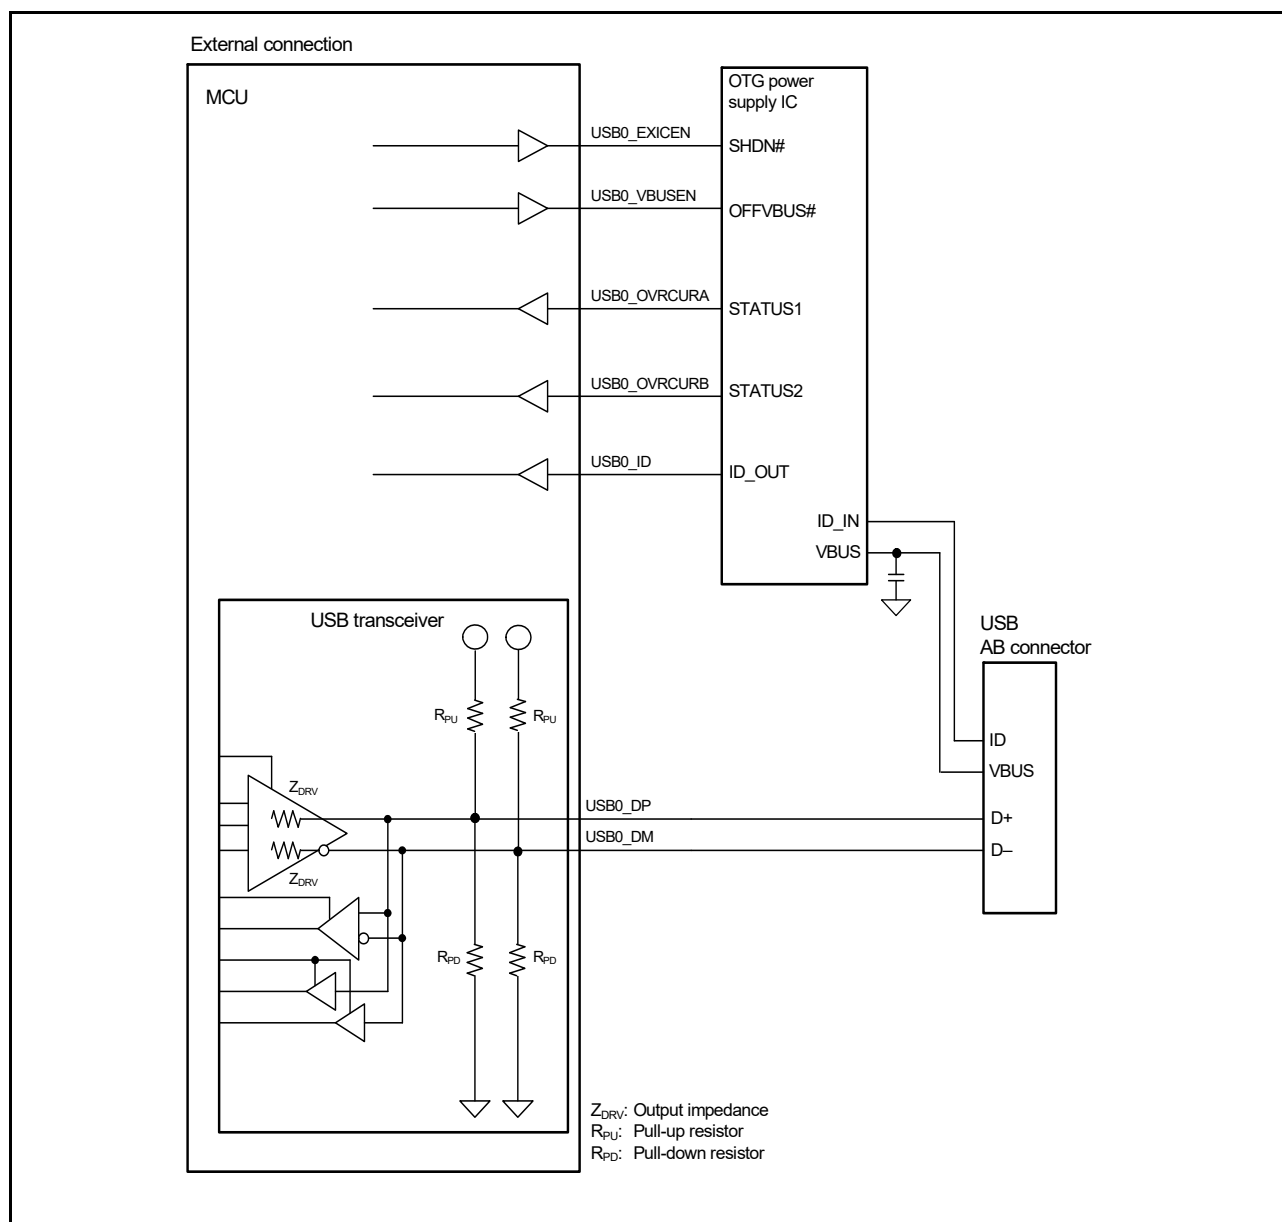 External connection
MCU
OTG power
supply IC
USB0_EXICEN
SHDN#
USB0_VBUSEN
OFFVBUS#
USB0_OVRCURA
STATUS1
USB0_OVRCURB
STATUS2
USB0_ID
ID_OUT
ID_IN
VBUS
USB transceiver
USB
AB connector
RPU
RPU
ID
VBUS
ZDRV
USB0_DP
D+
USB0_DM
D–
ZDRV
RPD
RPD
ZDRV: Output impedance
RPU: Pull-up resistor
RPD: Pull-down resistor